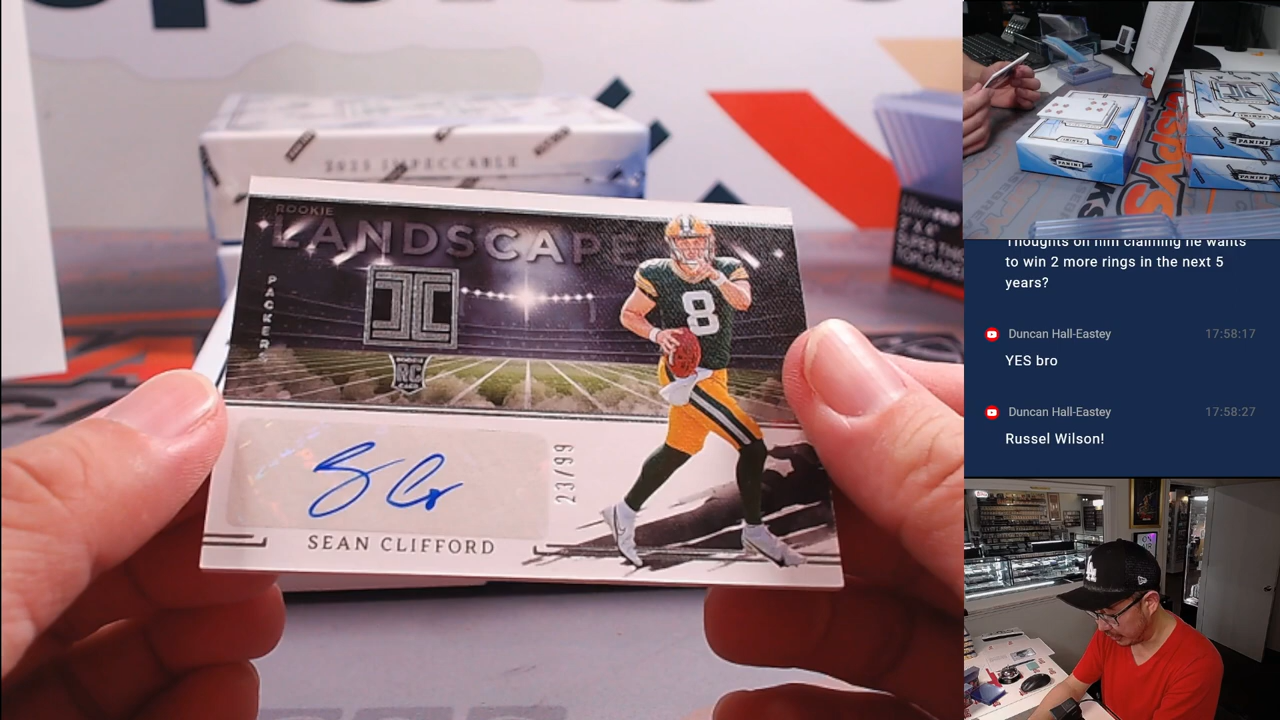 2023 IMPECCABLE
ROOKIE
LANDSCAPE
PACKERS
8
ROOKIE
RC
23/99
SEAN CLIFFORD
PANINI
PANINI
PANINI
Thoughts on him claiming he wants
to win 2 more rings in the next 5
years?
Duncan Hall-Eastey 17:58:17
YES bro
Duncan Hall-Eastey 17:58:27
Russel Wilson!